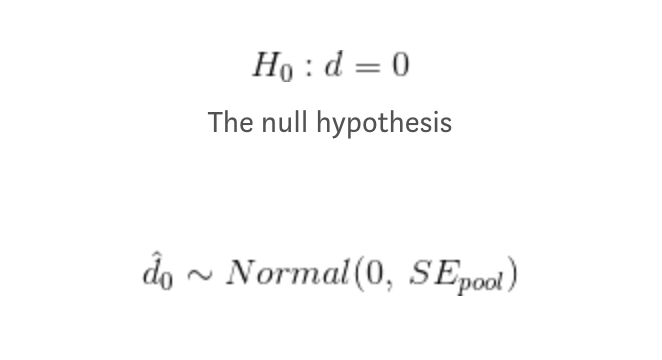 H₀ : d = 0
The null hypothesis
d̂₀ ∼ Normal(0, SE_pool)